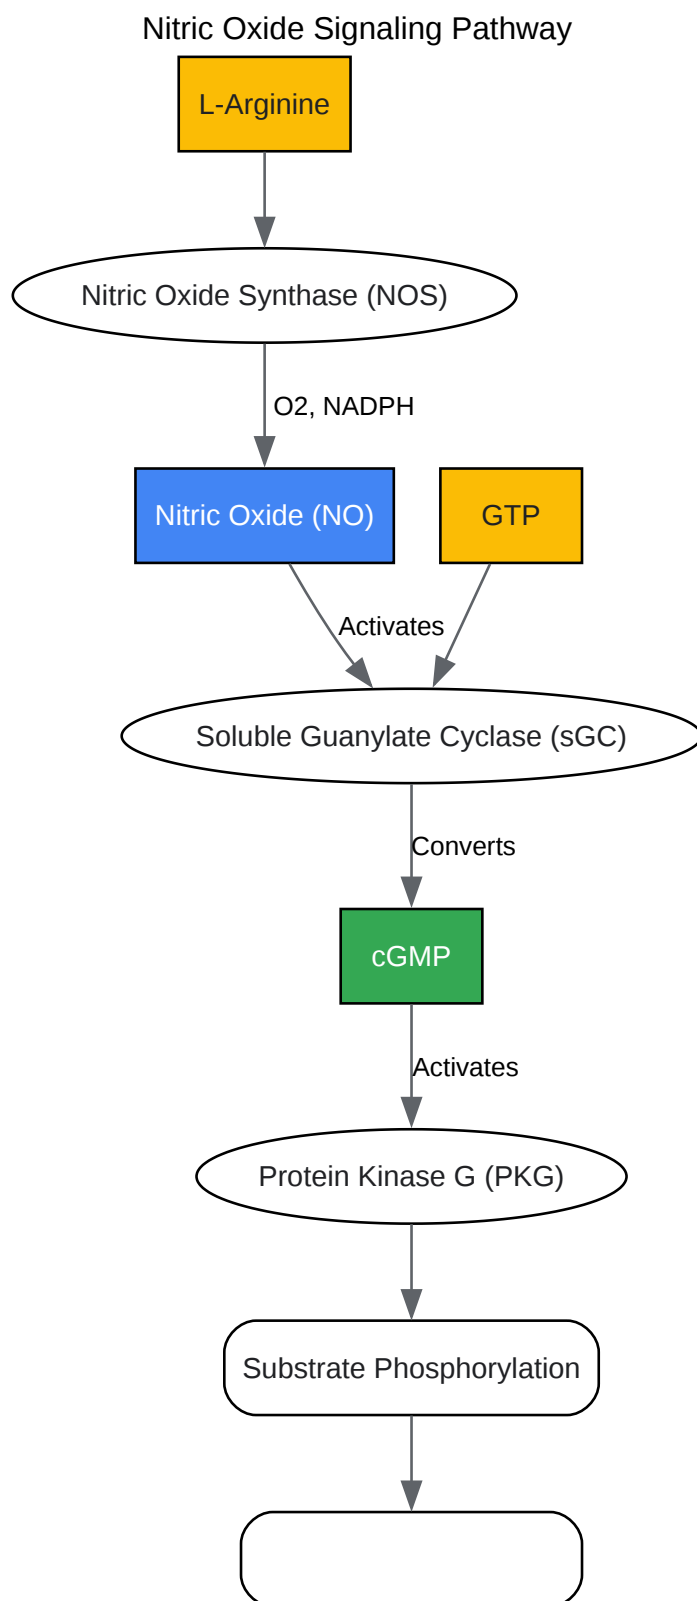 Nitric Oxide Signaling Pathway
L-Arginine
Nitric Oxide Synthase (NOS)
O2, NADPH
Nitric Oxide (NO)
GTP
Activates
Soluble Guanylate Cyclase (sGC)
Converts
cGMP
Activates
Protein Kinase G (PKG)
Substrate Phosphorylation